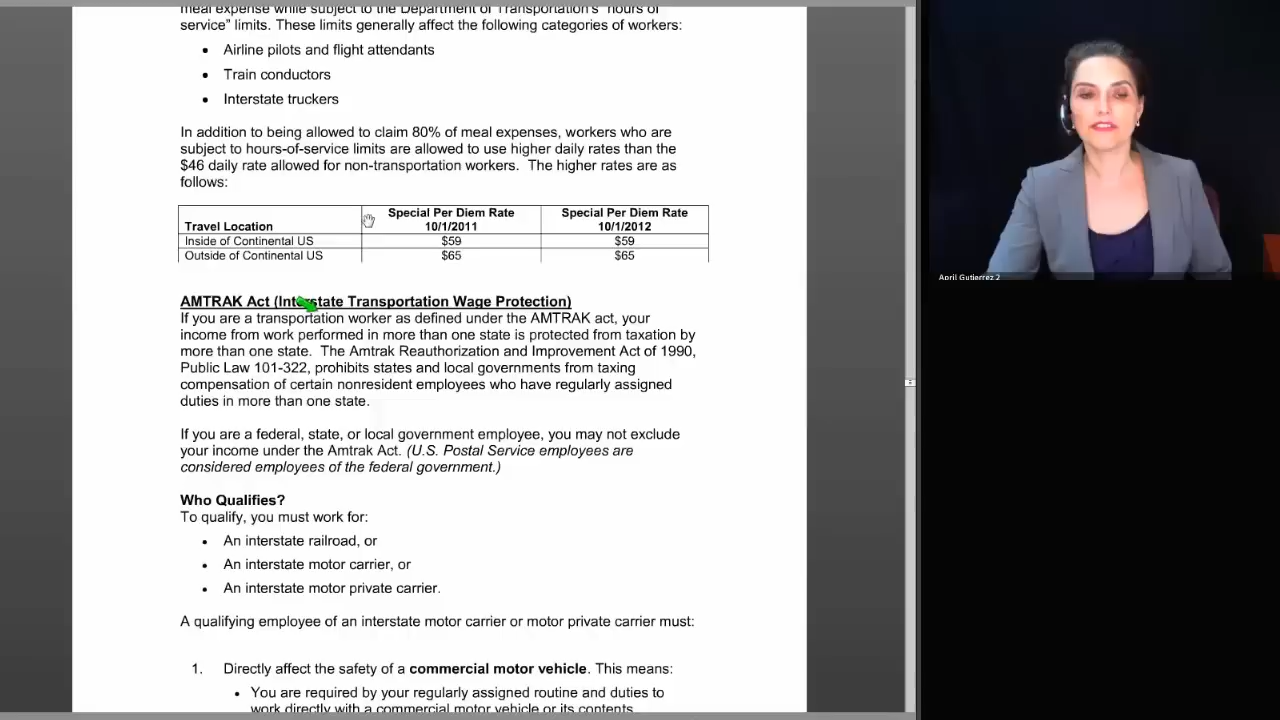 meal expense while subject to the Department of Transportation's "hours of
service" limits. These limits generally affect the following categories of workers:
• Airline pilots and flight attendants
• Train conductors
• Interstate truckers
In addition to being allowed to claim 80% of meal expenses, workers who are
subject to hours-of-service limits are allowed to use higher daily rates than the
$46 daily rate allowed for non-transportation workers. The higher rates are as
follows:
Travel Location Special Per Diem Rate 10/1/2011 Special Per Diem Rate 10/1/2012
Inside of Continental US $59 $59
Outside of Continental US $65 $65
AMTRAK Act (Interstate Transportation Wage Protection)
If you are a transportation worker as defined under the AMTRAK act, your
income from work performed in more than one state is protected from taxation by
more than one state. The Amtrak Reauthorization and Improvement Act of 1990,
Public Law 101-322, prohibits states and local governments from taxing
compensation of certain nonresident employees who have regularly assigned
duties in more than one state.
If you are a federal, state, or local government employee, you may not exclude
your income under the Amtrak Act. (U.S. Postal Service employees are
considered employees of the federal government.)
Who Qualifies?
To qualify, you must work for:
• An interstate railroad, or
• An interstate motor carrier, or
• An interstate motor private carrier.
A qualifying employee of an interstate motor carrier or motor private carrier must:
1. Directly affect the safety of a commercial motor vehicle. This means:
• You are required by your regularly assigned routine and duties to
work directly with a commercial motor vehicle or its contents
April Gutierrez 2